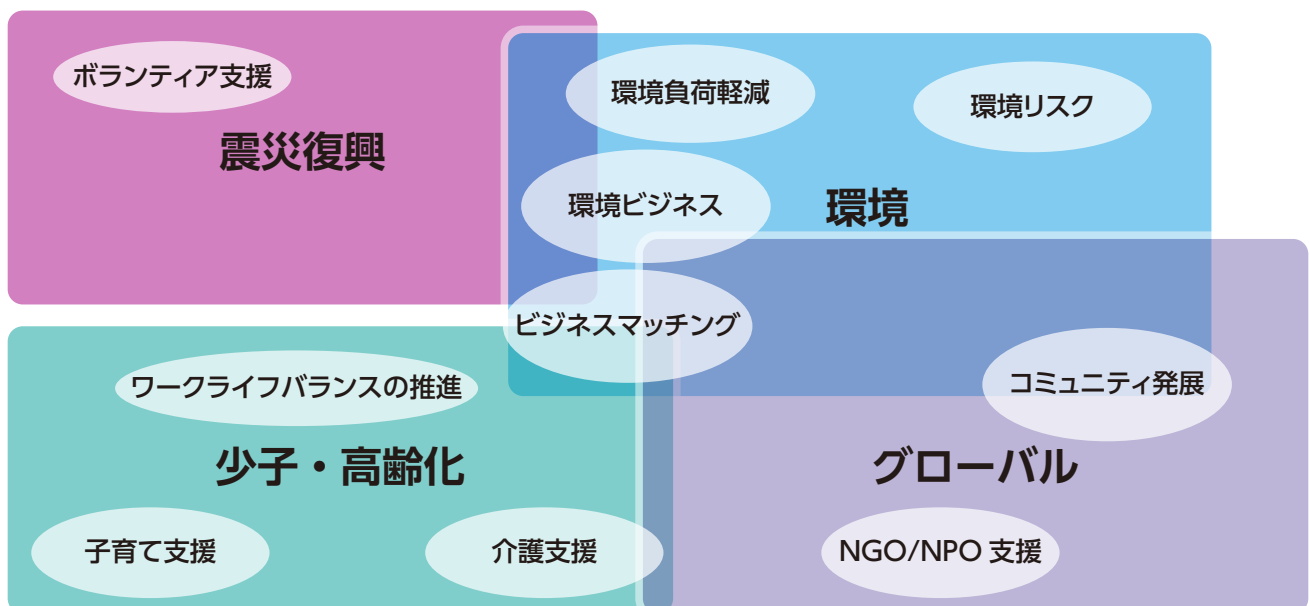 ボランティア支援
震災復興
環境負荷軽減
環境リスク
環境ビジネス
環境
ビジネスマッチング
ワークライフバランスの推進
少子・高齢化
子育て支援
介護支援
コミュニティ発展
グローバル
NGO/NPO 支援